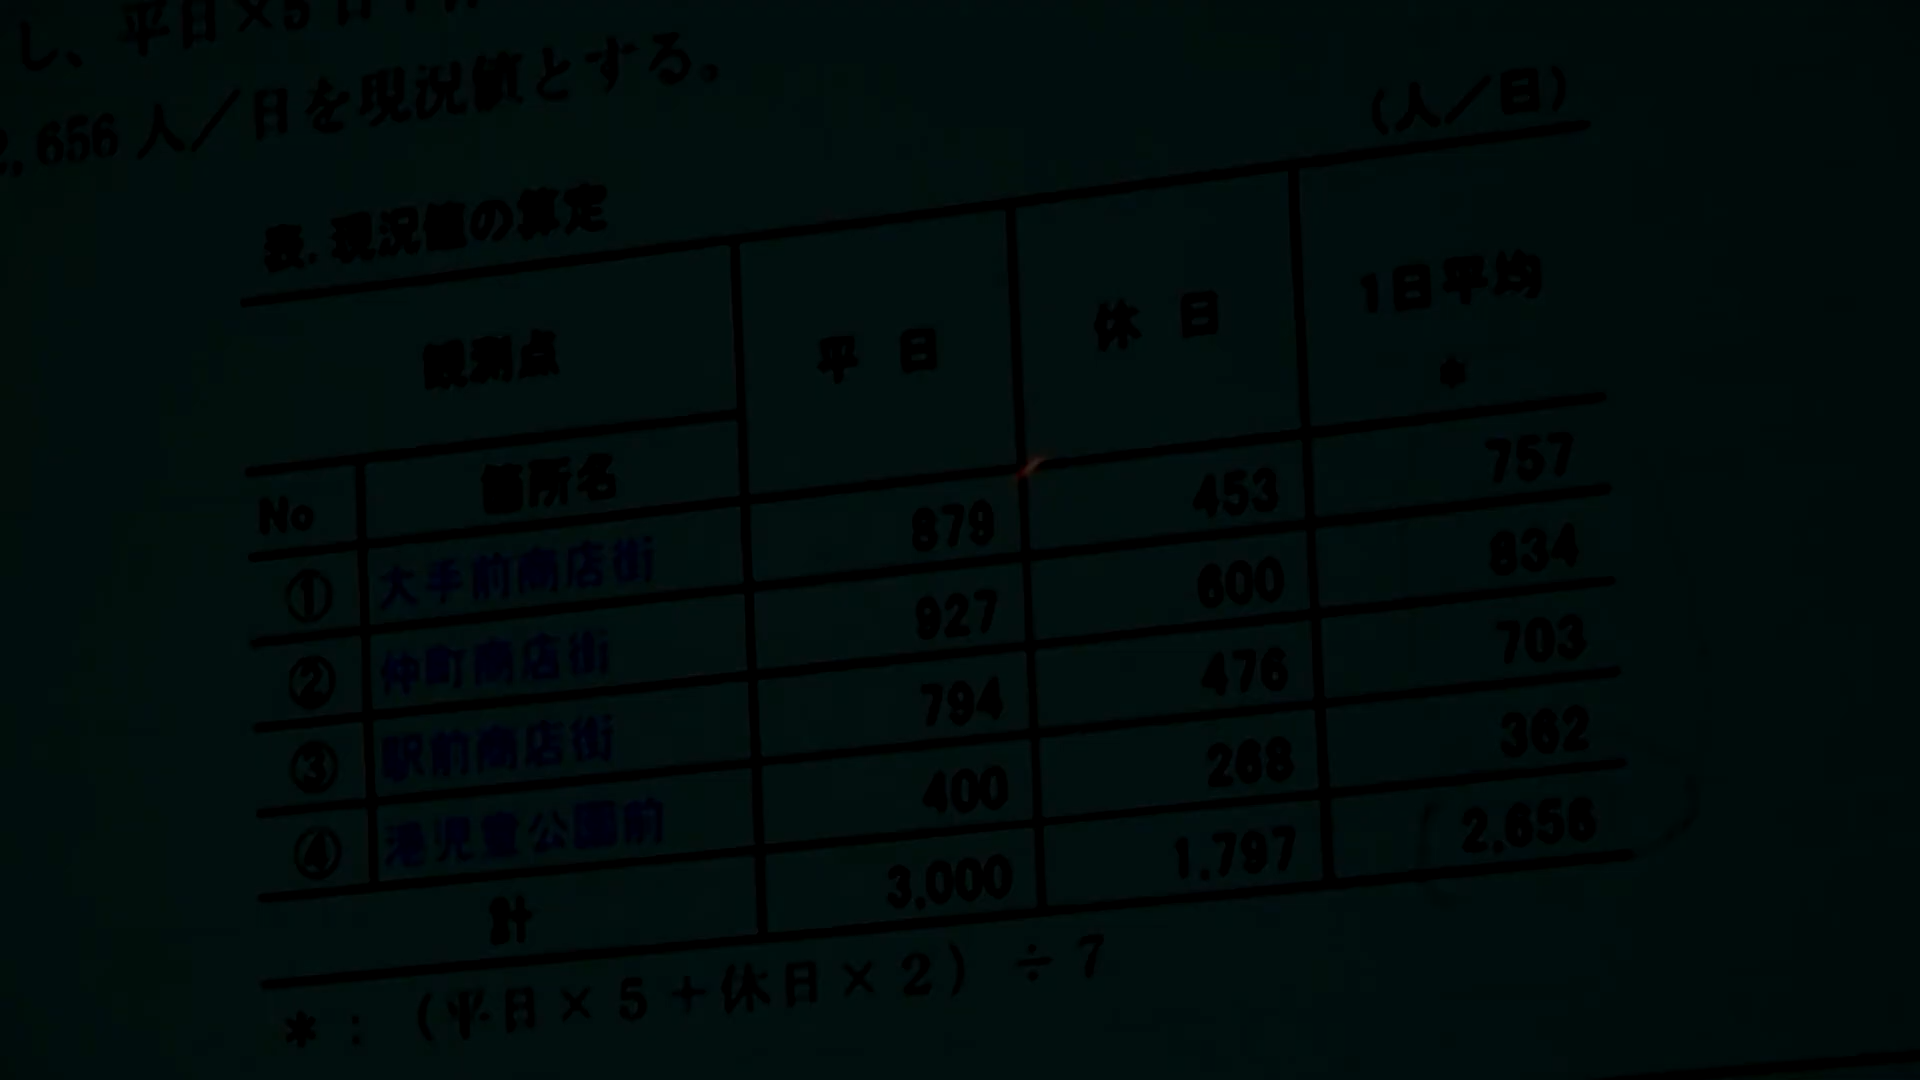 し、平日×5日+休
2,656人／日を現況値とする。
(人／日)
表.現況値の算定
観測点 平 日 休 日 1日平均 *
No 箇所名
① 大手前商店街 879 453 757
② 仲町商店街 927 600 834
③ 駅前商店街 794 476 703
④ 港児童公園前 400 268 362
計 3,000 1,797 2,656
* : (平日×5+休日×2) ÷7